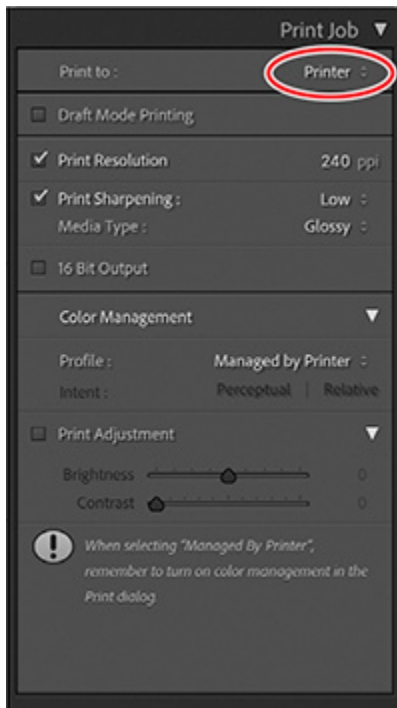 Print Job
Print to : Printer
Draft Mode Printing
Print Resolution 240 ppi
Print Sharpening : Low
Media Type : Glossy
16 Bit Output
Color Management
Profile : Managed by Printer
Intent : Perceptual | Relative
Print Adjustment
Brightness 0
Contrast 0
When selecting "Managed By Printer",
remember to turn on color management in the
Print dialog.